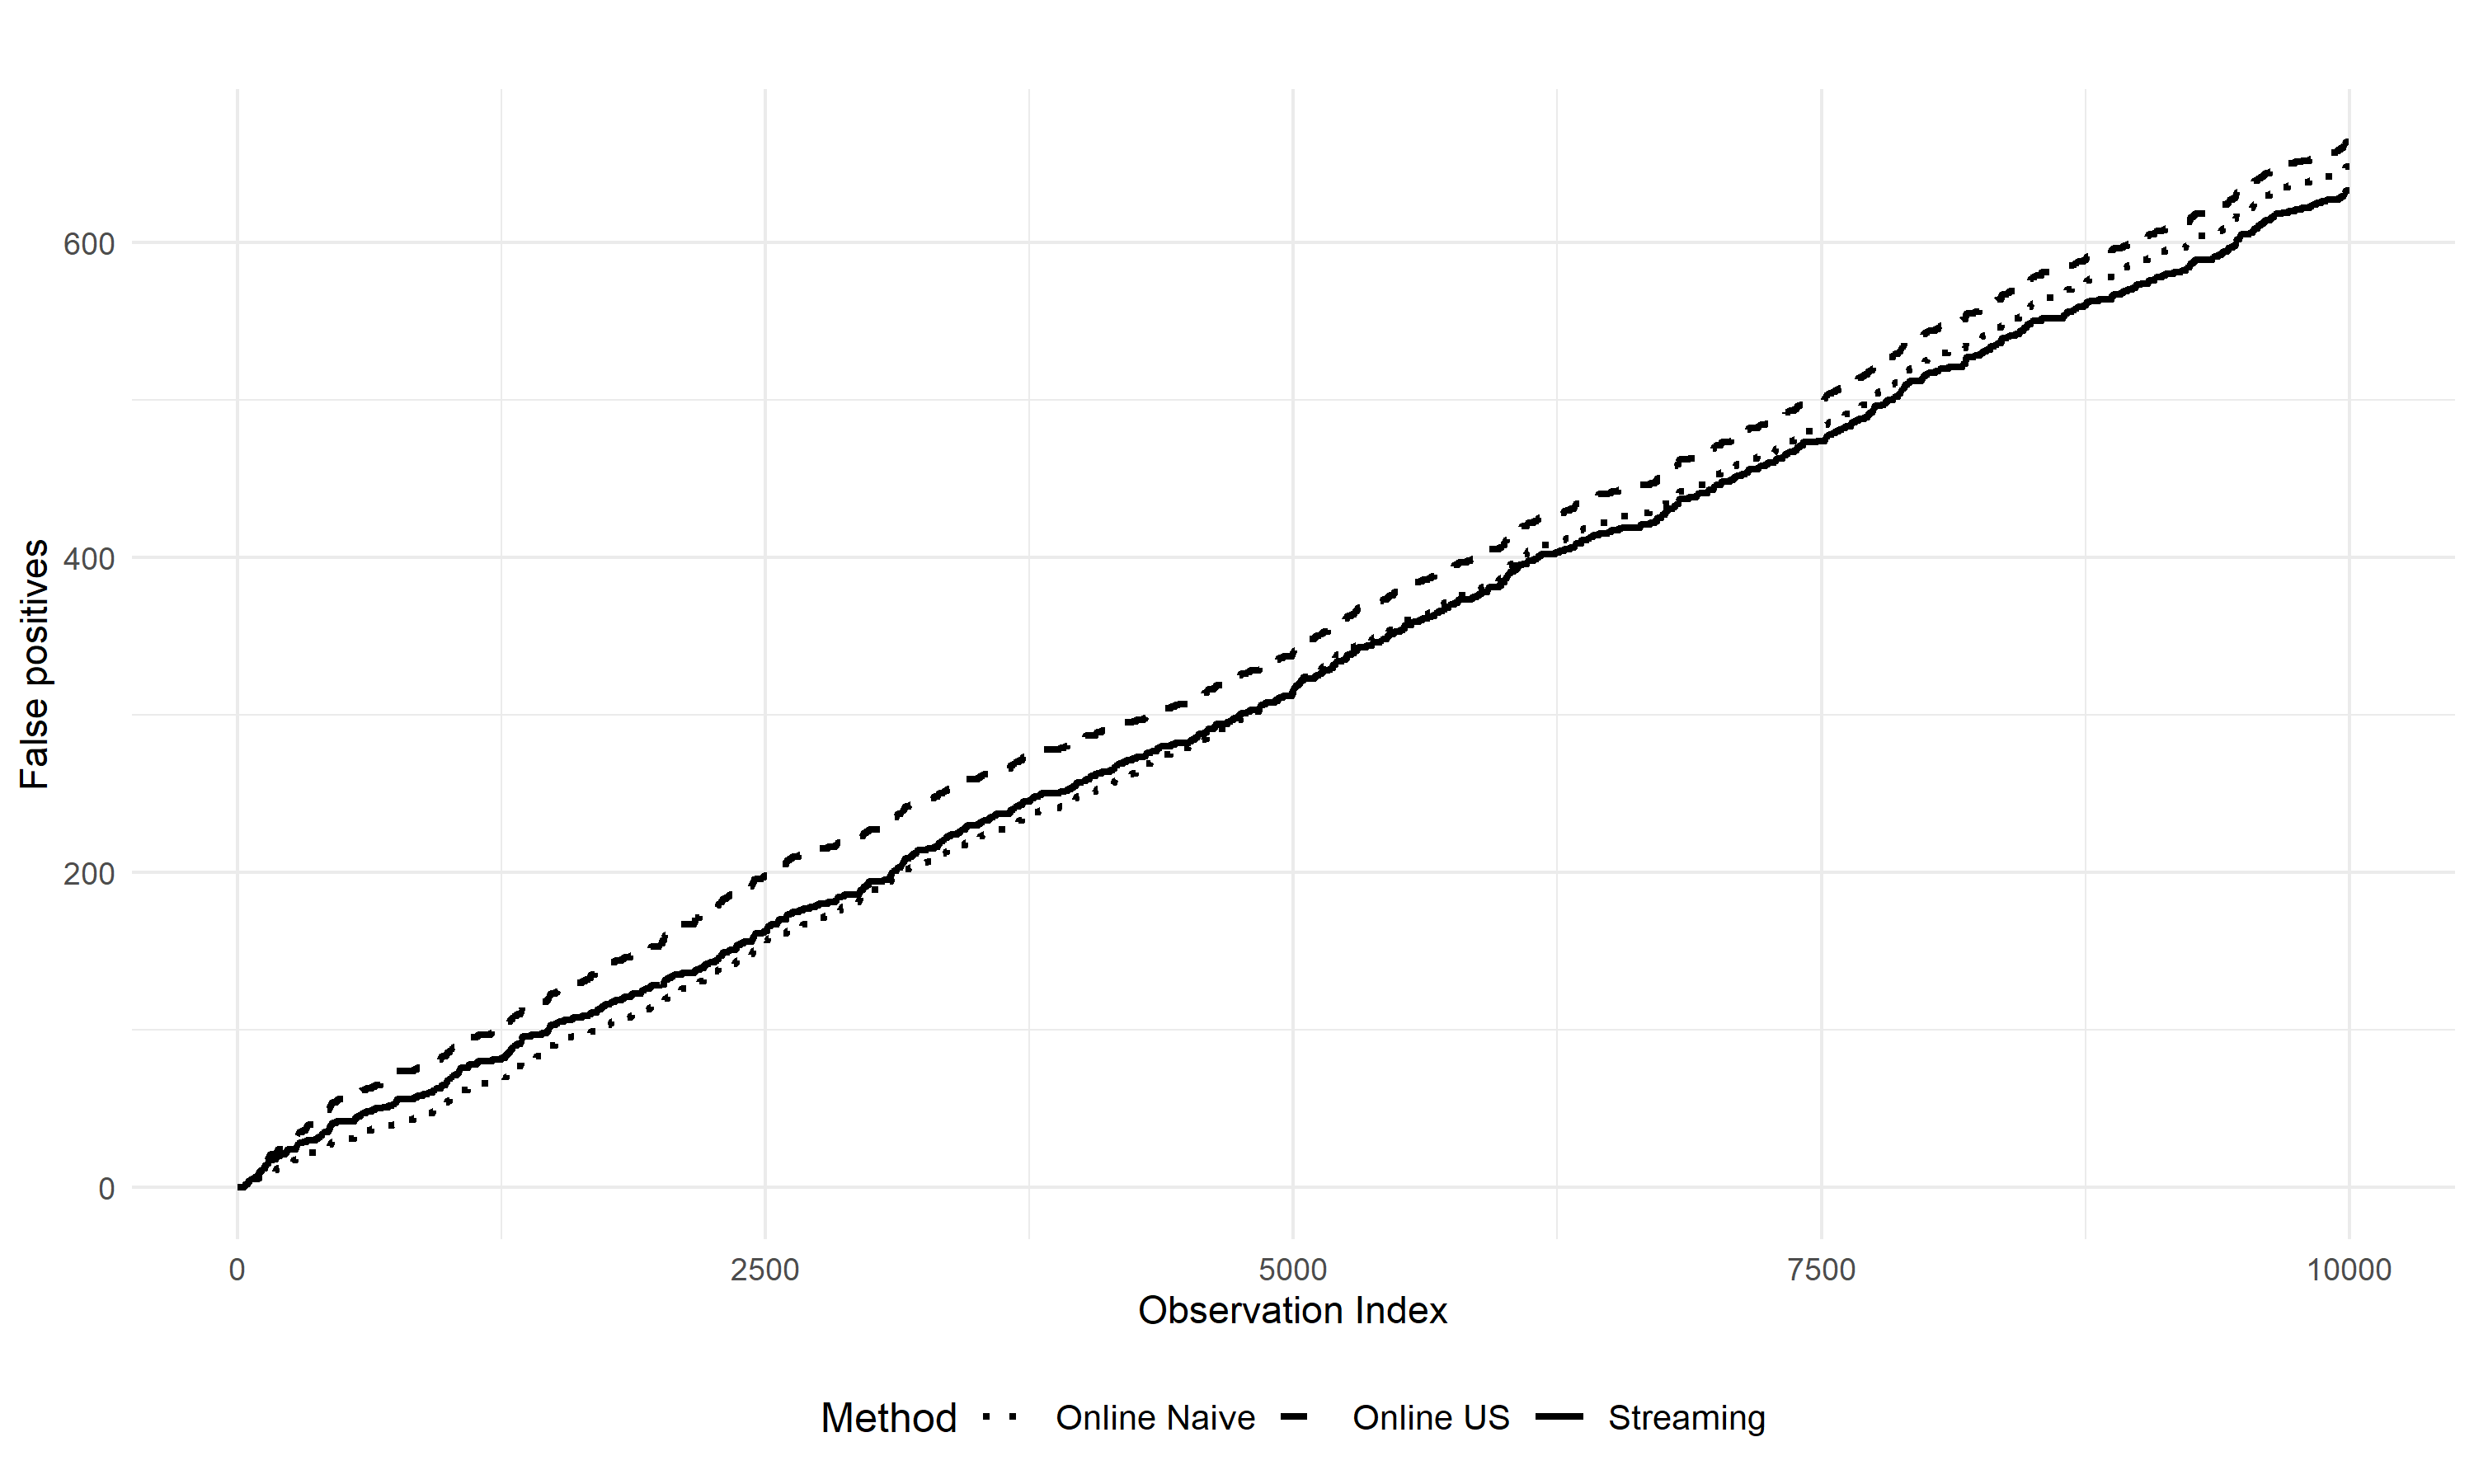 600
400
200
0
False positives
0 2500 5000 7500 10000
Observation Index
Method Online Naive Online US Streaming